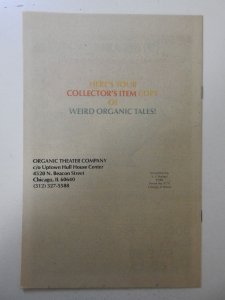 HERE'S YOUR
COLLECTOR'S ITEM COPY
OF
WEIRD ORGANIC TALES!
ORGANIC THEATER COMPANY
c/o Uptown Hull House Center
4520 N. Beacon Street
Chicago, IL 60640
(312) 327-5588